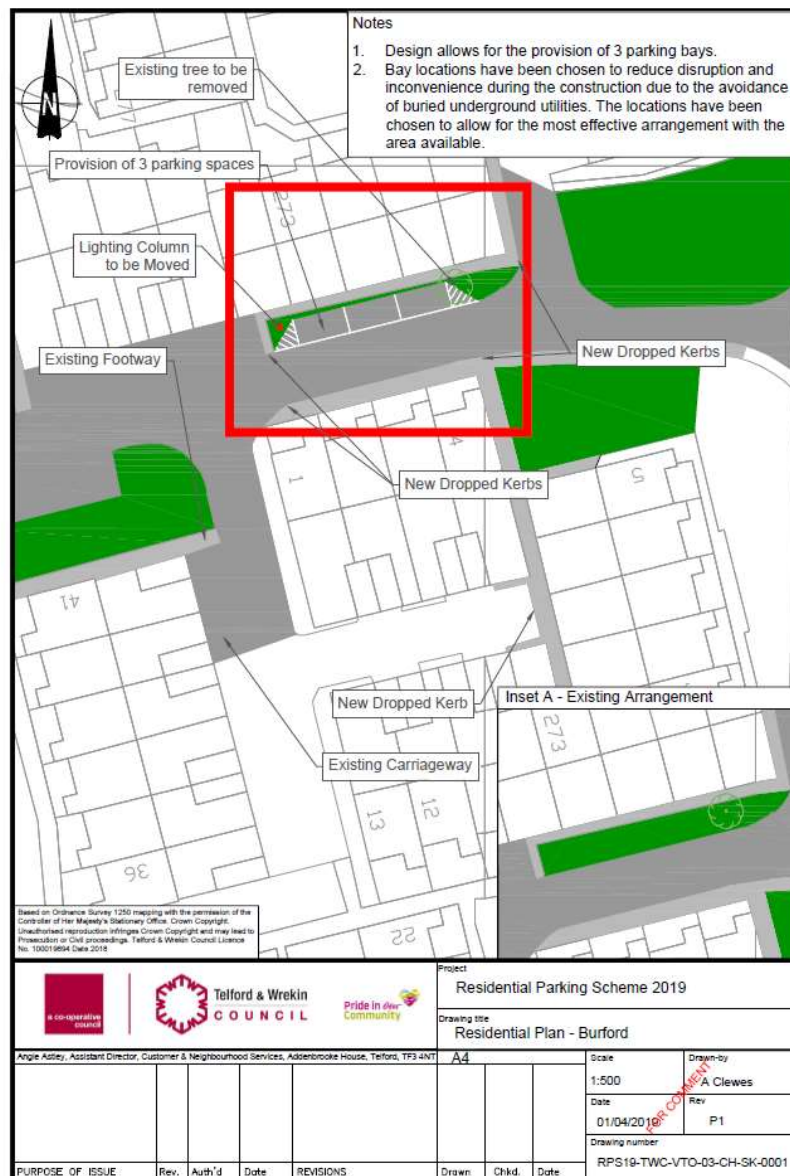 Notes
1. Design allows for the provision of 3 parking bays.
2. Bay locations have been chosen to reduce disruption and
inconvenience during the construction due to the avoidance
of buried underground utilities. The locations have been
chosen to allow for the most effective arrangement with the
area available.
N
Existing tree to be
removed
Provision of 3 parking spaces
273
Lighting Column
to be Moved
Existing Footway
New Dropped Kerbs
4
1
New Dropped Kerbs
5
41
New Dropped Kerb
Inset A - Existing Arrangement
273
Existing Carriageway
13
12
36
22
Based on Ordnance Survey 1250 mapping with the permission of the
Controller of Her Majesty's Stationary Office. Crown Copyright.
Unauthorised reproduction infringes Crown Copyright and may lead to
Prosecution or Civil proceedings. Telford & Wrekin Council Licence
No. 100019694 Date 2018
a co-operative
council
Telford & Wrekin
COUNCIL
Pride in Our
Community
Project
Residential Parking Scheme 2019
Drawing title
Residential Plan - Burford
Angie Astley, Assistant Director, Customer & Neighbourhood Services, Addenbrooke House, Telford, TF3 4NT
A4
Scale
1:500
Drawn-by
A Clewes
Date
01/04/2019
Rev
P1
FOR COMMENT
Drawing number
RPS19-TWC-VTO-03-CH-SK-0001
PURPOSE OF ISSUE
Rev.
Auth'd
Date
REVISIONS
Drawn
Chkd.
Date